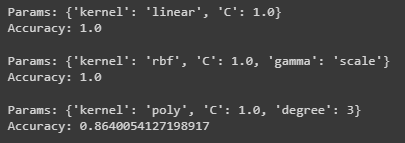 Params: {'kernel': 'linear', 'C': 1.0}
Accuracy: 1.0
Params: {'kernel': 'rbf', 'C': 1.0, 'gamma': 'scale'}
Accuracy: 1.0
Params: {'kernel': 'poly', 'C': 1.0, 'degree': 3}
Accuracy: 0.8640054127198917